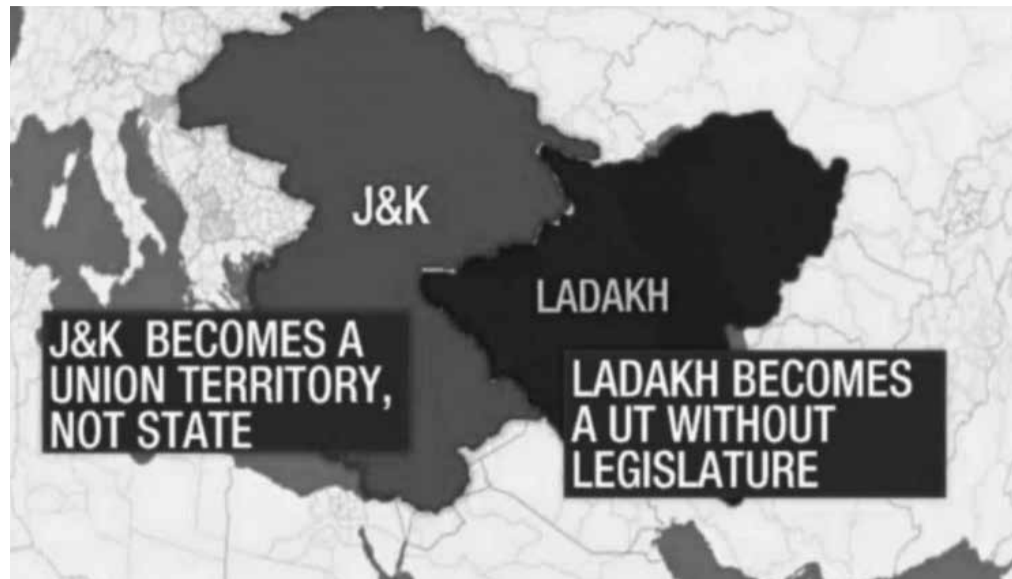 J&K
LADAKH
J&K BECOMES A
UNION TERRITORY,
NOT STATE
LADAKH BECOMES
A UT WITHOUT
LEGISLATURE